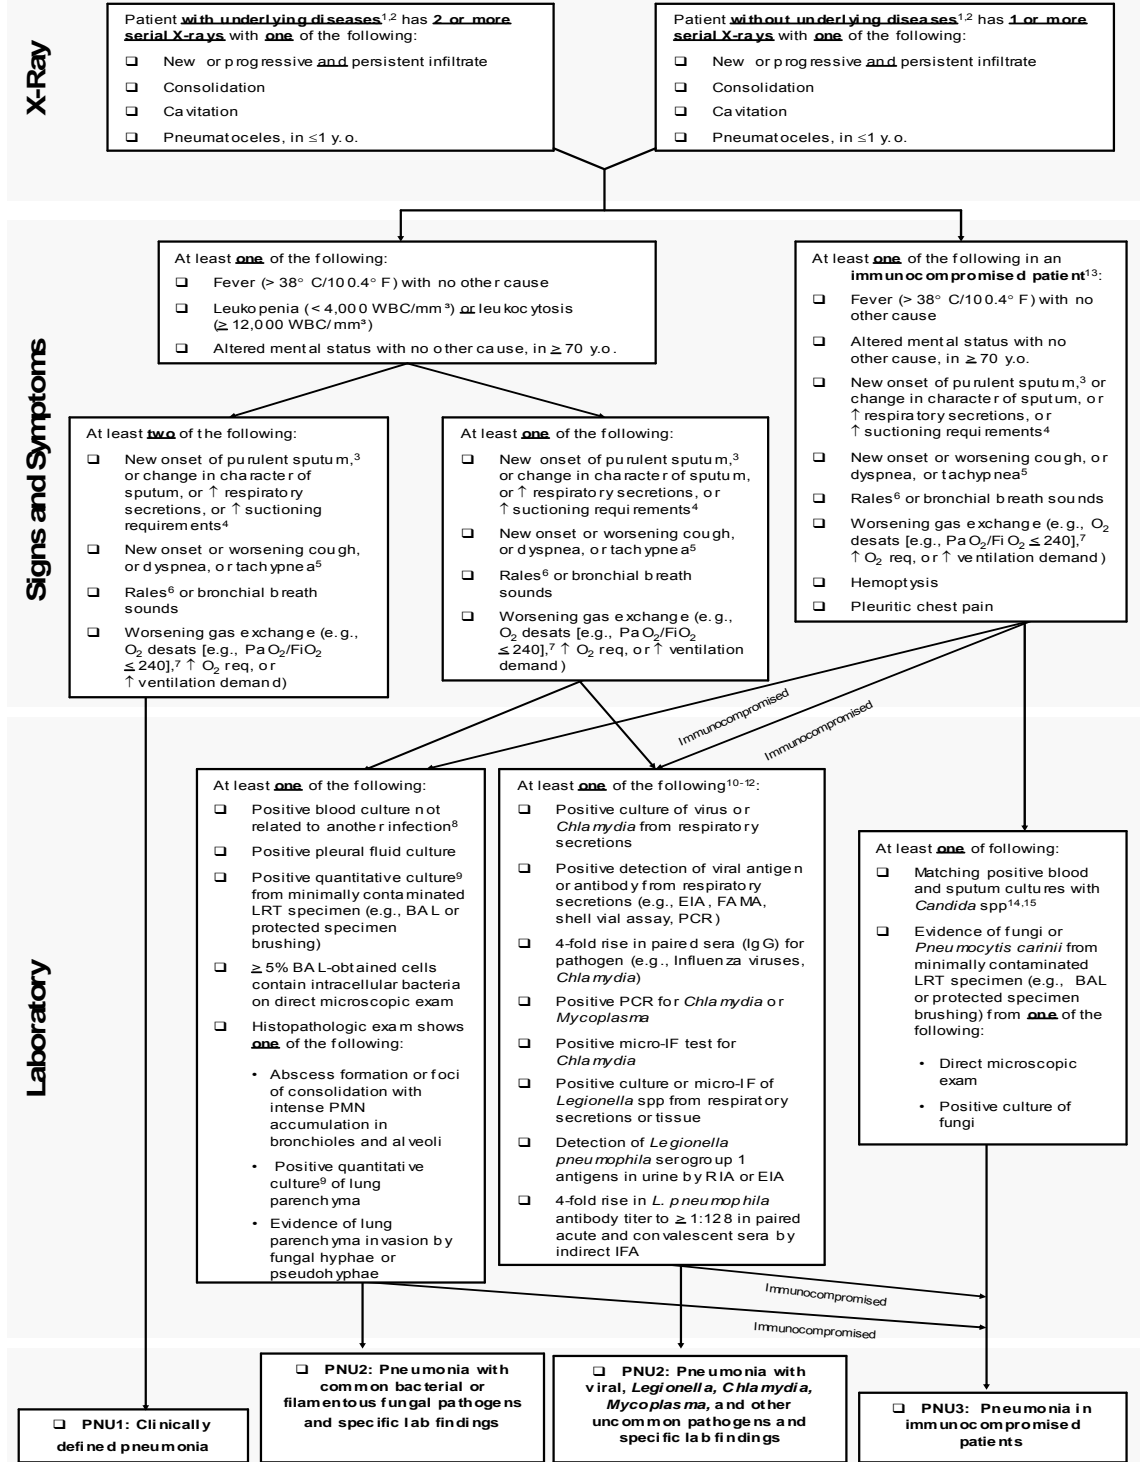 X-Ray
Patient with underlying diseases1,2 has 2 or more
serial X-rays with one of the following:
❑ New or progressive and persistent infiltrate
❑ Consolidation
❑ Cavitation
❑ Pneumatoceles, in ≤1 y.o.
Patient without underlying diseases1,2 has 1 or more
serial X-rays with one of the following:
❑ New or progressive and persistent infiltrate
❑ Consolidation
❑ Cavitation
❑ Pneumatoceles, in ≤1 y.o.
Signs and Symptoms
At least one of the following:
❑ Fever (> 38° C/100.4° F) with no other cause
❑ Leukopenia (< 4,000 WBC/mm³) or leukocytosis
(≥ 12,000 WBC/mm³)
❑ Altered mental status with no other cause, in ≥ 70 y.o.
At least one of the following in an
immunocompromised patient13:
❑ Fever (> 38° C/100.4° F) with no
other cause
❑ Altered mental status with no
other cause, in ≥ 70 y.o.
❑ New onset of purulent sputum,3 or
change in character of sputum, or
↑ respiratory secretions, or
↑ suctioning requirements4
❑ New onset or worsening cough, or
dyspnea, or tachypnea5
❑ Rales6 or bronchial breath sounds
❑ Worsening gas exchange (e.g., O2
desats [e.g., PaO2/FiO2 ≤ 240],7
↑ O2 req, or ↑ ventilation demand)
❑ Hemoptysis
❑ Pleuritic chest pain
At least two of the following:
❑ New onset of purulent sputum,3
or change in character of
sputum, or ↑ respiratory
secretions, or ↑ suctioning
requirements4
❑ New onset or worsening cough,
or dyspnea, or tachypnea5
❑ Rales6 or bronchial breath
sounds
❑ Worsening gas exchange (e.g.,
O2 desats [e.g., PaO2/FiO2
≤ 240],7 ↑ O2 req, or
↑ ventilation demand)
At least one of the following:
❑ New onset of purulent sputum,3
or change in character of sputum,
or ↑ respiratory secretions, or
↑ suctioning requirements4
❑ New onset or worsening cough,
or dyspnea, or tachypnea5
❑ Rales6 or bronchial breath
sounds
❑ Worsening gas exchange (e.g.,
O2 desats [e.g., PaO2/FiO2
≤ 240],7 ↑ O2 req, or ↑ ventilation
demand)
Immunocompromised
Immunocompromised
Laboratory
At least one of the following:
❑ Positive blood culture not
related to another infection8
❑ Positive pleural fluid culture
❑ Positive quantitative culture9
from minimally contaminated
LRT specimen (e.g., BAL or
protected specimen
brushing)
❑ ≥ 5% BAL-obtained cells
contain intracellular bacteria
on direct microscopic exam
❑ Histopathologic exam shows
one of the following:
• Abscess formation or foci
of consolidation with
intense PMN
accumulation in
bronchioles and alveoli
• Positive quantitative
culture9 of lung
parenchyma
• Evidence of lung
parenchyma invasion by
fungal hyphae or
pseudohyphae
At least one of the following10-12:
❑ Positive culture of virus or
Chlamydia from respiratory
secretions
❑ Positive detection of viral antigen
or antibody from respiratory
secretions (e.g., EIA, FAMA,
shell vial assay, PCR)
❑ 4-fold rise in paired sera (IgG) for
pathogen (e.g., Influenza viruses,
Chlamydia)
❑ Positive PCR for Chlamydia or
Mycoplasma
❑ Positive micro-IF test for
Chlamydia
❑ Positive culture or micro-IF of
Legionella spp from respiratory
secretions or tissue
❑ Detection of Legionella
pneumophila serogroup 1
antigens in urine by RIA or EIA
❑ 4-fold rise in L. pneumophila
antibody titer to ≥ 1:128 in paired
acute and convalescent sera by
indirect IFA
At least one of following:
❑ Matching positive blood
and sputum cultures with
Candida spp14,15
❑ Evidence of fungi or
Pneumocytis carinii from
minimally contaminated
LRT specimen (e.g., BAL
or protected specimen
brushing) from one of the
following:
• Direct microscopic
exam
• Positive culture of
fungi
Immunocompromised
Immunocompromised
❑ PNU1: Clinically
defined pneumonia
❑ PNU2: Pneumonia with
common bacterial or
filamentous fungal pathogens
and specific lab findings
❑ PNU2: Pneumonia with
viral, Legionella, Chlamydia,
Mycoplasma, and other
uncommon pathogens and
specific lab findings
❑ PNU3: Pneumonia in
immunocompromised
patients